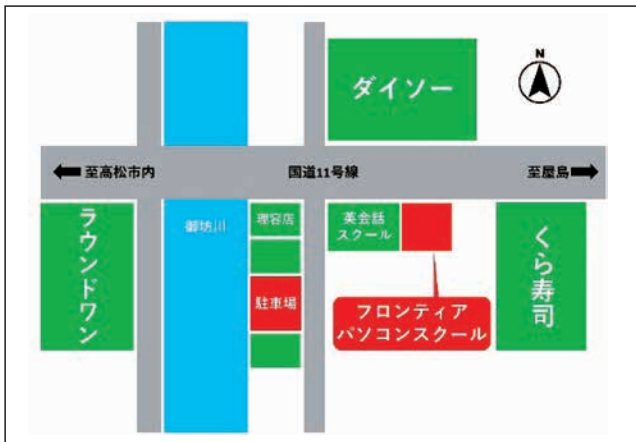 N
ダイソー
至高松市内
国道11号線
至屋島
ラウンドワン
御坊川
理容店
英会話
スクール
くら寿司
駐車場
フロンティア
パソコンスクール